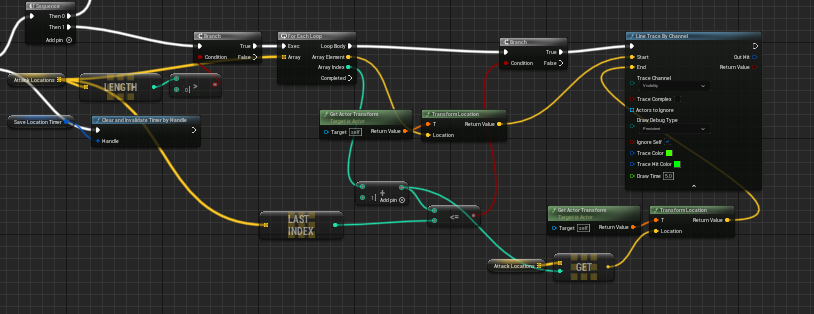 Sequence
Then 0
Then 1
Add pin
Branch
True
Condition
False
For Each Loop
Exec
Loop Body
Array
Array Element
Array Index
Completed
Branch
True
Condition
False
Line Trace By Channel
Start
Out Hit
End
Return Value
Trace Channel
Visibility
Trace Complex
Actors to Ignore
Draw Debug Type
Persistent
Ignore Self
Trace Color
Trace Hit Color
Draw Time 5.0
Attack Locations
LENGTH
0 >
Save Location Timer
Clear and Invalidate Timer by Handle
Handle
Get Actor Transform
Target is Actor
Target self
Return Value
TransformLocation
T
Return Value
Location
+
1
Add pin
<=
LAST
INDEX
Get Actor Transform
Target is Actor
Target self
Return Value
TransformLocation
T
Return Value
Location
Attack Locations
GET